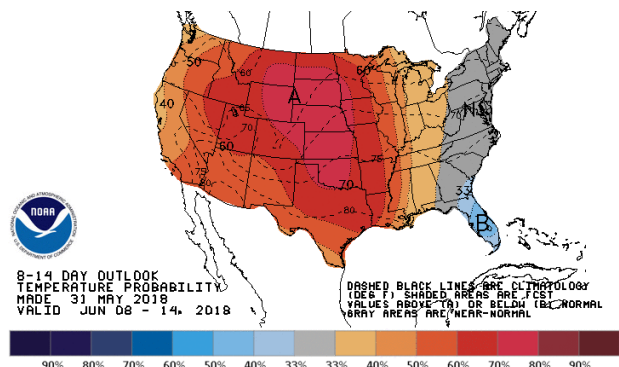 50
60
60
40
A
65
70
N
60
75
75
80
70
80
33
B
NOAA
NATIONAL OCEANIC AND ATMOSPHERIC ADMINISTRATION
U.S. DEPARTMENT OF COMMERCE
8-14 DAY OUTLOOK
TEMPERATURE PROBABILITY
MADE 31 MAY 2018
VALID JUN 08 - 14, 2018
DASHED BLACK LINES ARE CLIMATOLOGY
(DEG F) SHADED AREAS ARE FCST
VALUES ABOVE (A) OR BELOW (B) NORMAL
GRAY AREAS ARE NEAR-NORMAL
90% 80% 70% 60% 50% 40% 33% 33% 40% 50% 60% 70% 80% 90%